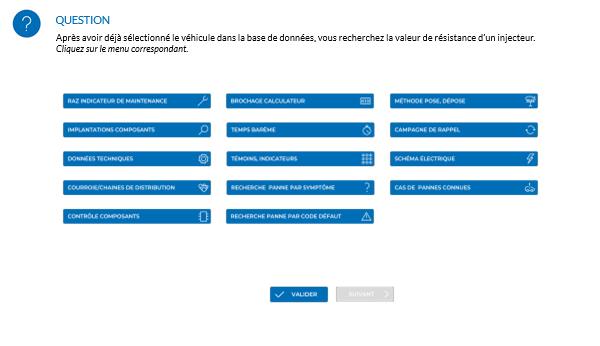 QUESTION
Après avoir déjà sélectionné le véhicule dans la base de données, vous recherchez la valeur de résistance d'un injecteur.
Cliquez sur le menu correspondant.
RAZ INDICATEUR DE MAINTENANCE
BROCHAGE CALCULATEUR
MÉTHODE POSE, DÉPOSE
IMPLANTATIONS COMPOSANTS
TEMPS BARÈME
CAMPAGNE DE RAPPEL
DONNÉES TECHNIQUES
TÉMOINS, INDICATEURS
SCHÉMA ÉLECTRIQUE
COURROIE/CHAINES DE DISTRIBUTION
RECHERCHE PANNE PAR SYMPTÔME
CAS DE PANNES CONNUES
CONTRÔLE COMPOSANTS
RECHERCHE PANNE PAR CODE DÉFAUT
VALIDER
SUIVANT